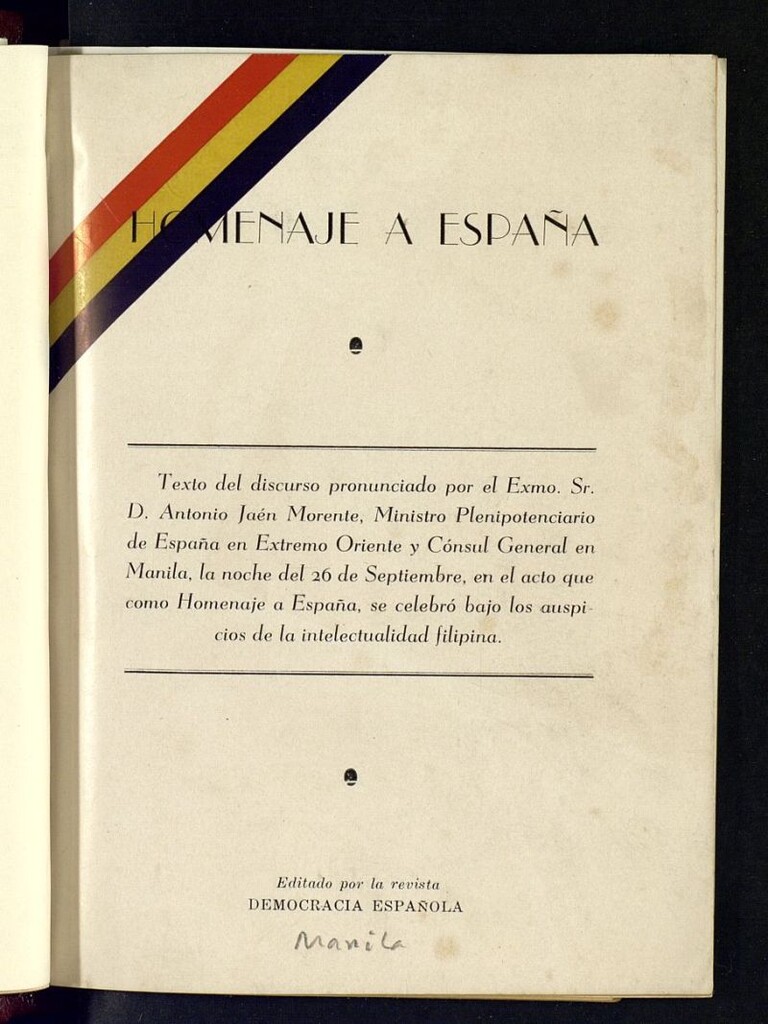 HOMENAJE A ESPAÑA
Texto del discurso pronunciado por el Exmo. Sr.
D. Antonio Jaén Morente, Ministro Plenipotenciario
de España en Extremo Oriente y Cónsul General en
Manila, la noche del 26 de Septiembre, en el acto que
como Homenaje a España, se celebró bajo los auspi-
cios de la intelectualidad filipina.
Editado por la revista
DEMOCRACIA ESPAÑOLA
Manila